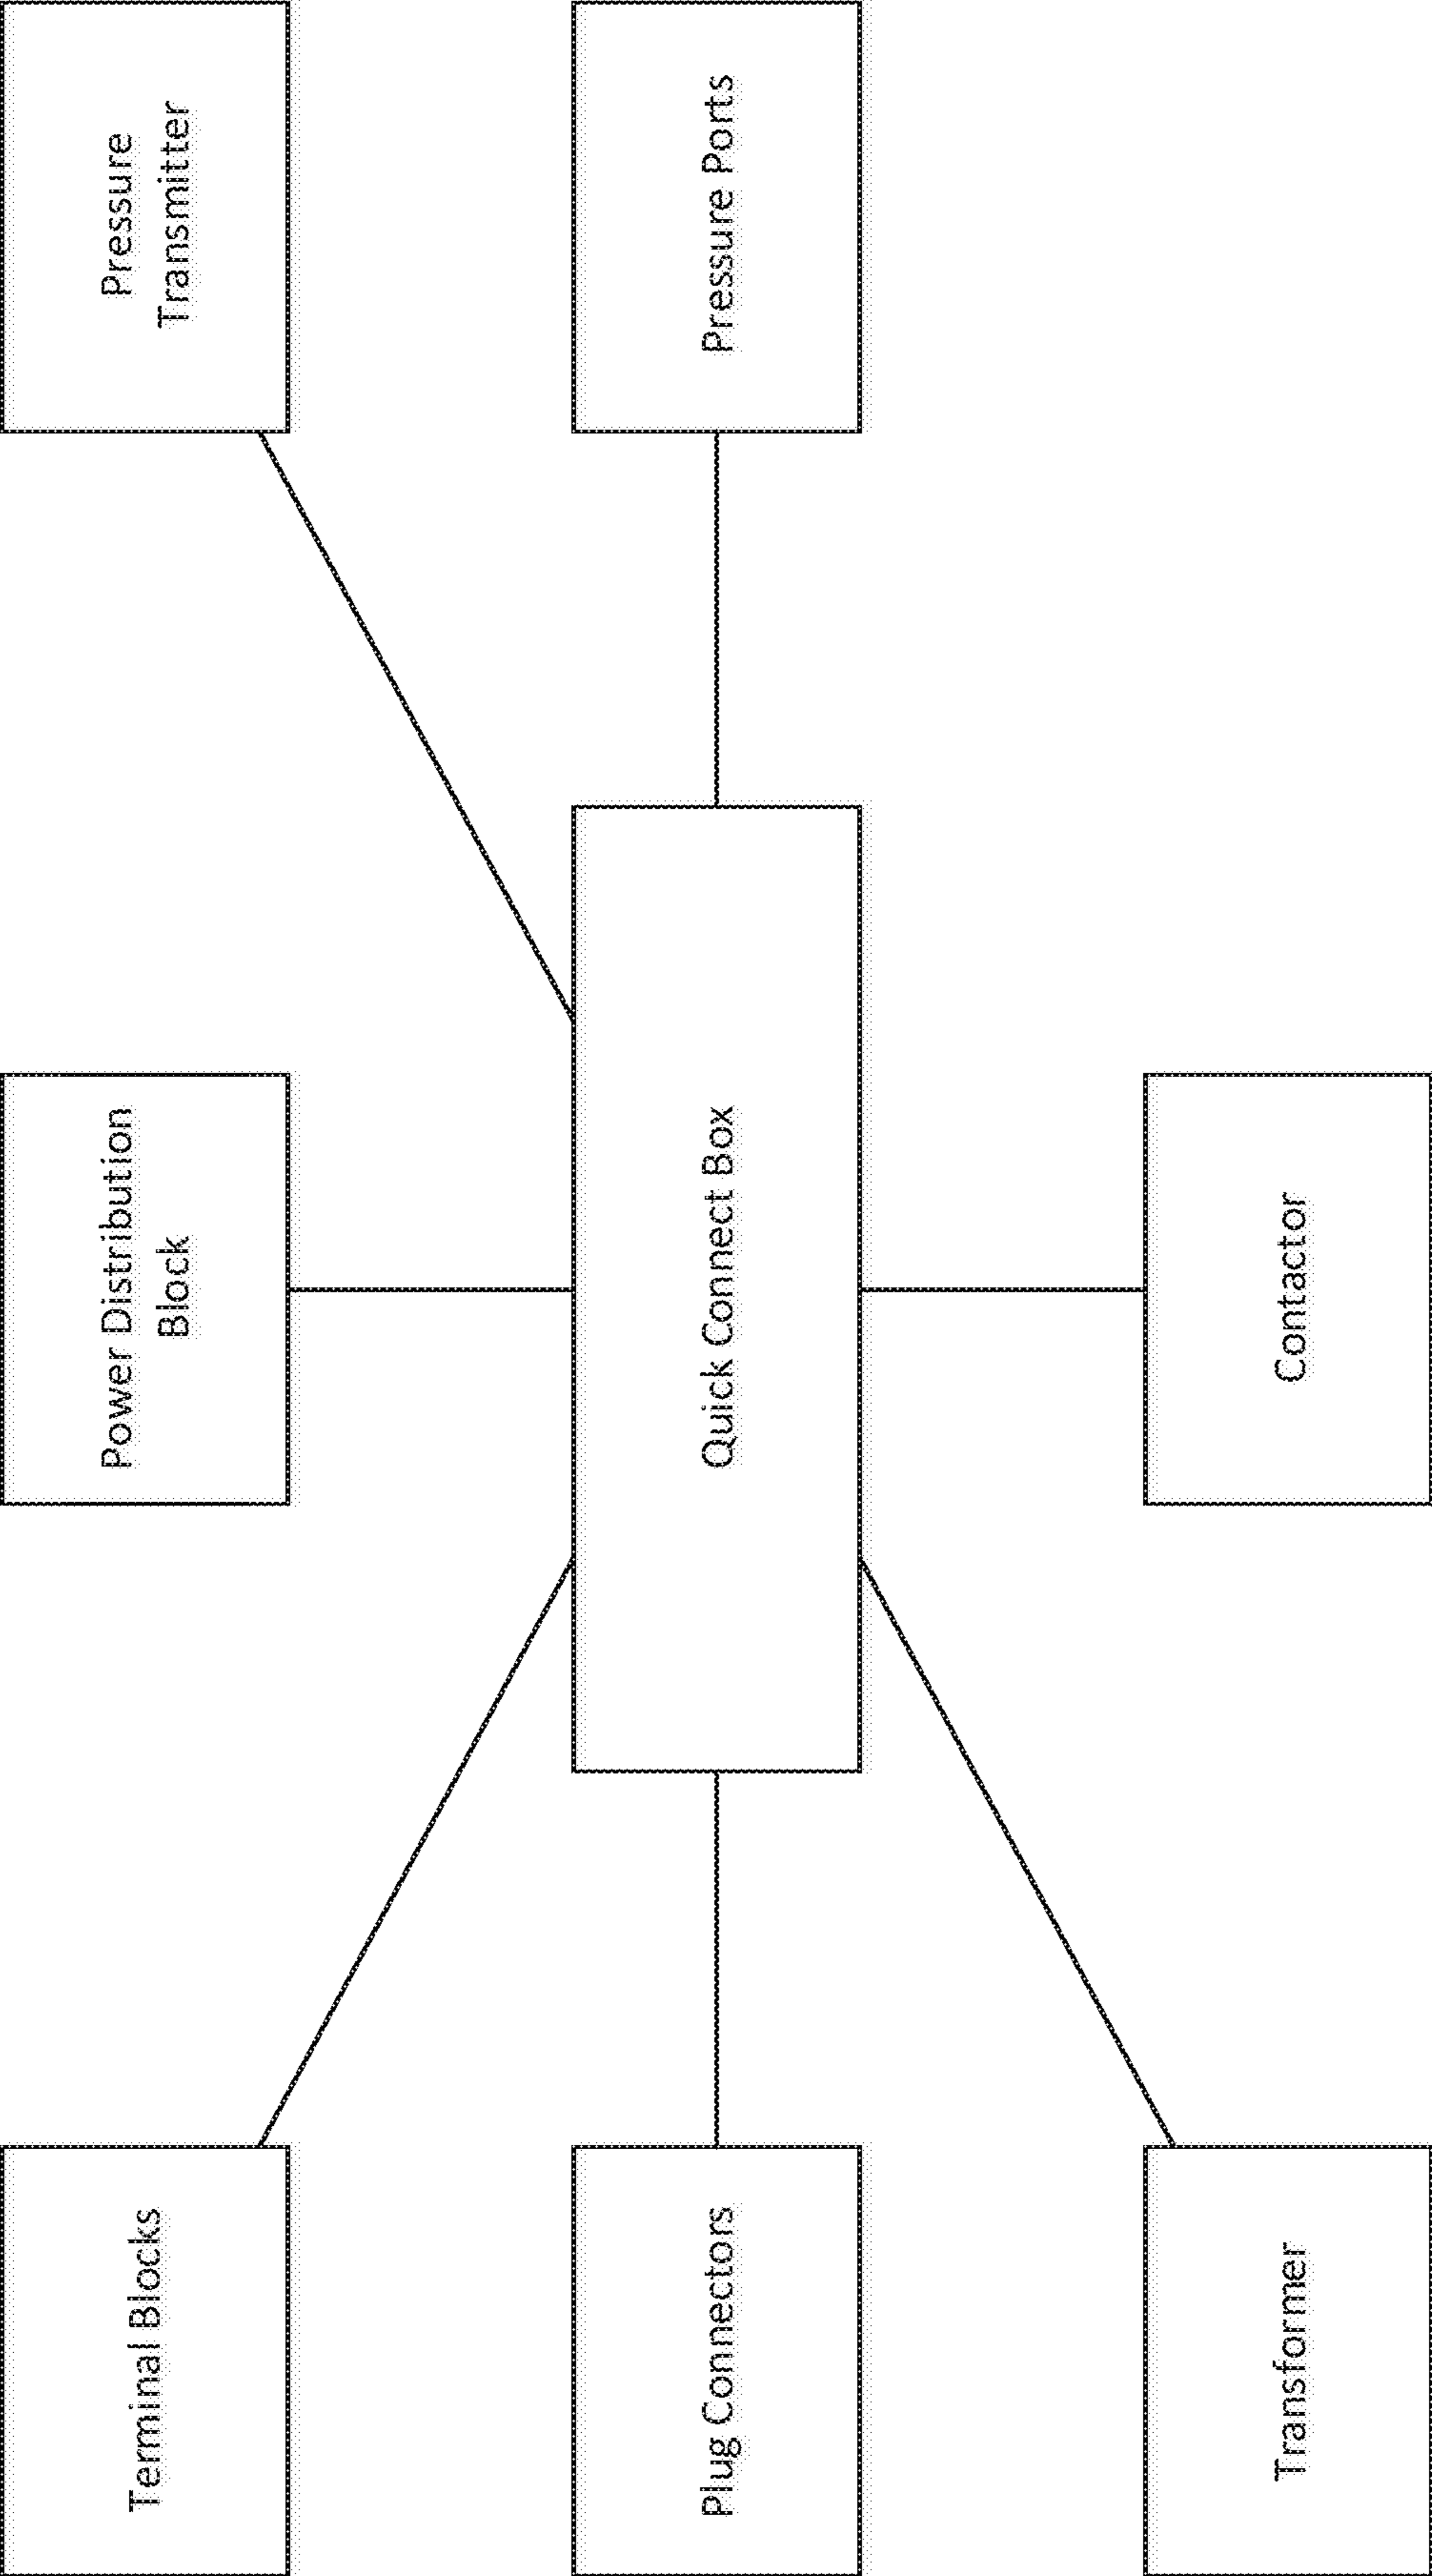 Terminal Blocks
Power Distribution
Block
Pressure
Transmitter
Plug Connectors
Quick Connect Box
Pressure Ports
Transformer
Contactor